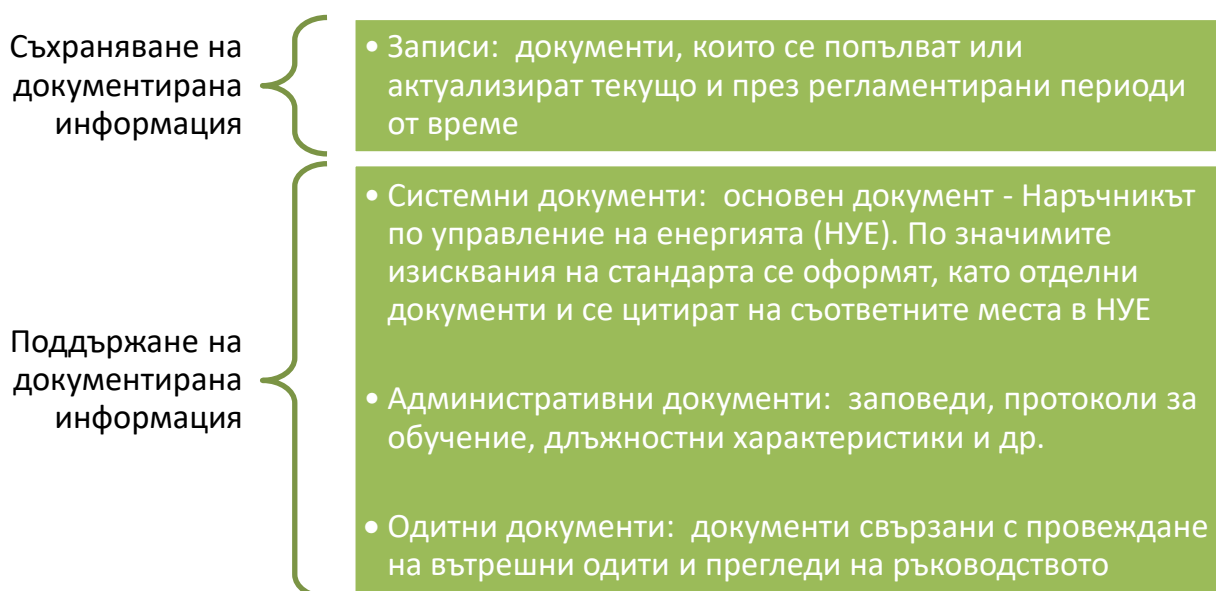 Съхраняване на
документирана
информация
• Записи: документи, които се попълват или
актуализират текущо и през регламентирани периоди
от време
Поддържане на
документирана
информация
• Системни документи: основен документ - Наръчникът
по управление на енергията (НУЕ). По значимите
изисквания на стандарта се оформят, като отделни
документи и се цитират на съответните места в НУЕ
• Административни документи: заповеди, протоколи за
обучение, длъжностни характеристики и др.
• Одитни документи: документи свързани с провеждане
на вътрешни одити и прегледи на ръководството